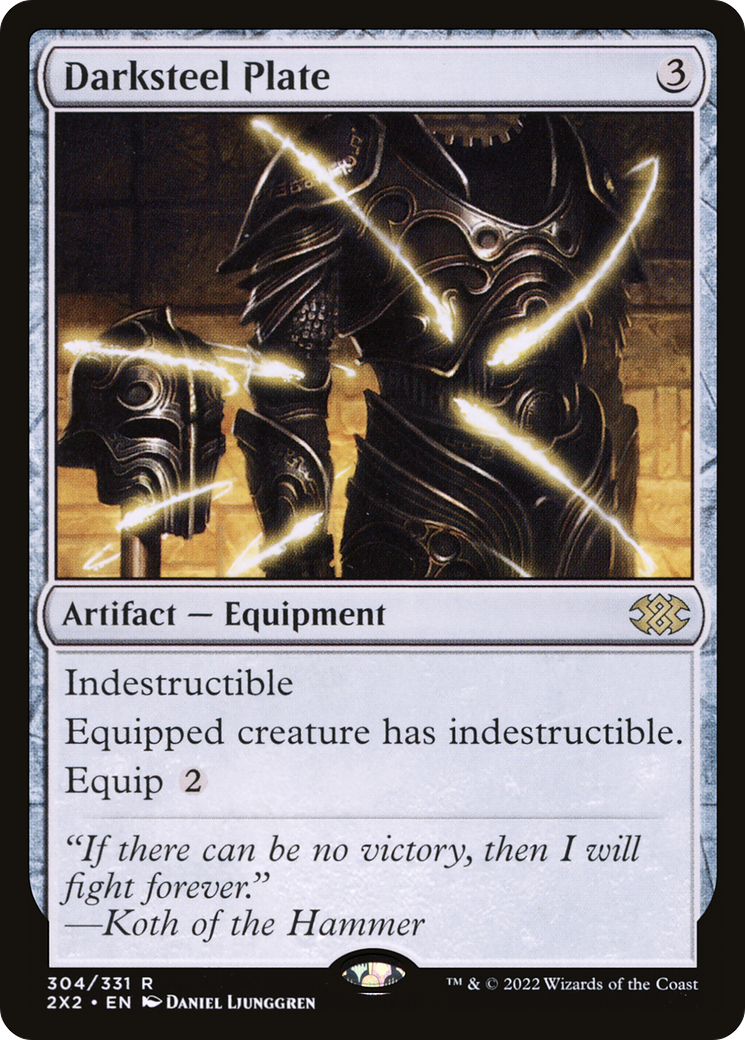 Darksteel Plate 3
Artifact — Equipment
Indestructible
Equipped creature has indestructible.
Equip 2
“If there can be no victory, then I will
fight forever.”
—Koth of the Hammer
304/331 R
2X2 • EN Daniel Ljunggren
™ & © 2022 Wizards of the Coast